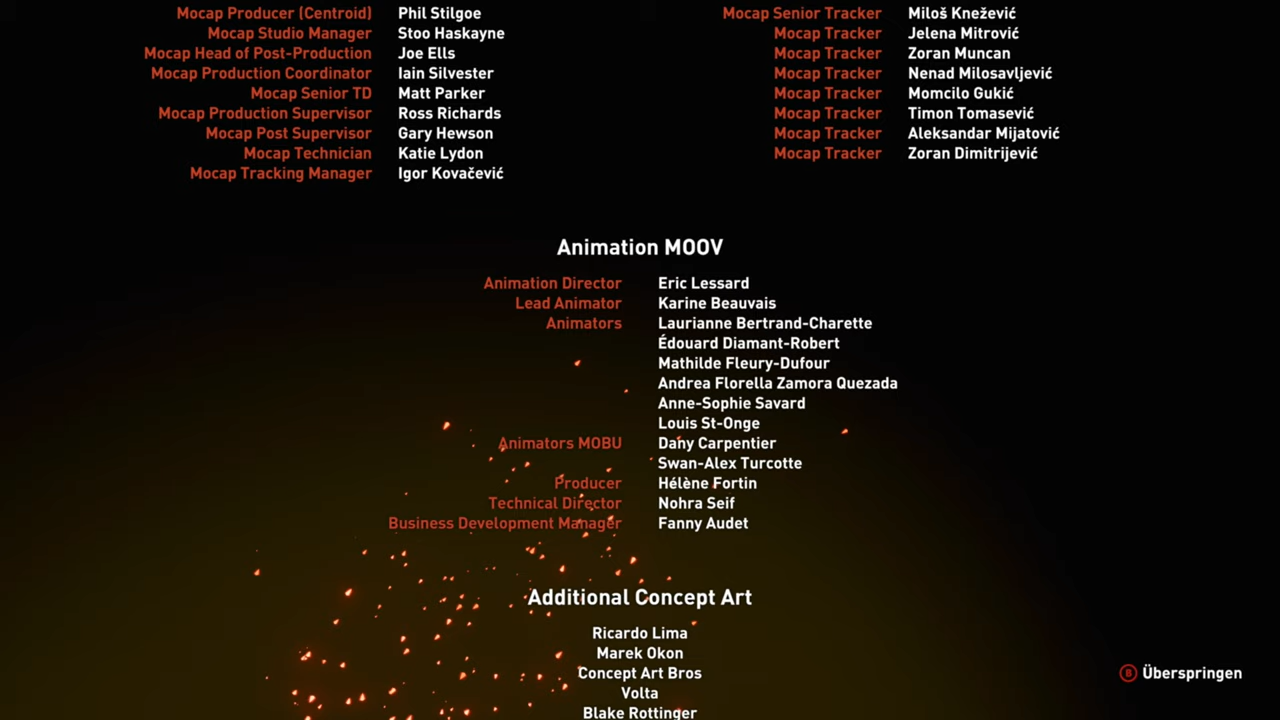 Mocap Producer (Centroid) Phil Stilgoe
Mocap Studio Manager Stoo Haskayne
Mocap Head of Post-Production Joe Ells
Mocap Production Coordinator Iain Silvester
Mocap Senior TD Matt Parker
Mocap Production Supervisor Ross Richards
Mocap Post Supervisor Gary Hewson
Mocap Technician Katie Lydon
Mocap Tracking Manager Igor Kovačević
Mocap Senior Tracker Miloš Knežević
Mocap Tracker Jelena Mitrović
Mocap Tracker Zoran Muncan
Mocap Tracker Nenad Milosavljević
Mocap Tracker Momcilo Gukić
Mocap Tracker Timon Tomasević
Mocap Tracker Aleksandar Mijatović
Mocap Tracker Zoran Dimitrijević
Animation MOOV
Animation Director Eric Lessard
Lead Animator Karine Beauvais
Animators Laurianne Bertrand-Charette
Édouard Diamant-Robert
Mathilde Fleury-Dufour
Andrea Florella Zamora Quezada
Anne-Sophie Savard
Louis St-Onge
Animators MOBU Dany Carpentier
Swan-Alex Turcotte
Producer Hélène Fortin
Technical Director Nohra Seif
Business Development Manager Fanny Audet
Additional Concept Art
Ricardo Lima
Marek Okon
Concept Art Bros
Volta
Blake Rottinger
B Überspringen